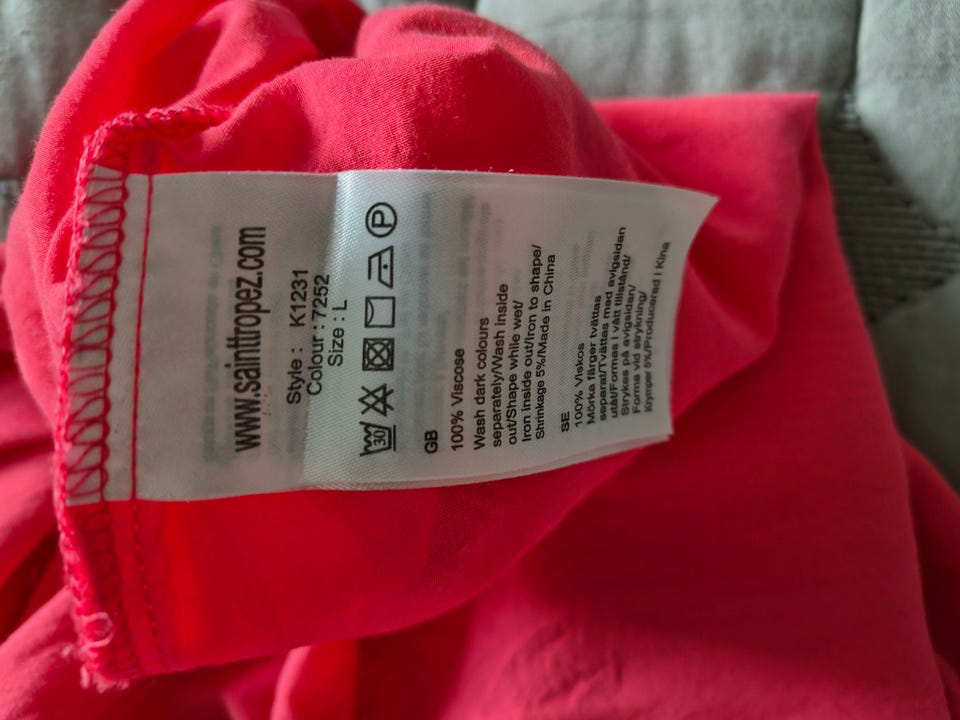 www.sainttropez.com
Style : K1231
Colour : 7252
Size : L
30 P
GB
100% Viscose
Wash dark colours
separately/Wash inside
out/Shape while wet/
Iron inside out/Iron to shape/
Shrinkage 5%/Made in China
SE
100% Viskos
Mörka färger tvättas
separat/Tvättas med avigsidan
utåt/Formas i vått tillstånd/
Strykes på avigsidan/
Forma vid strykning/
Krymper 5%/Producerad i Kina